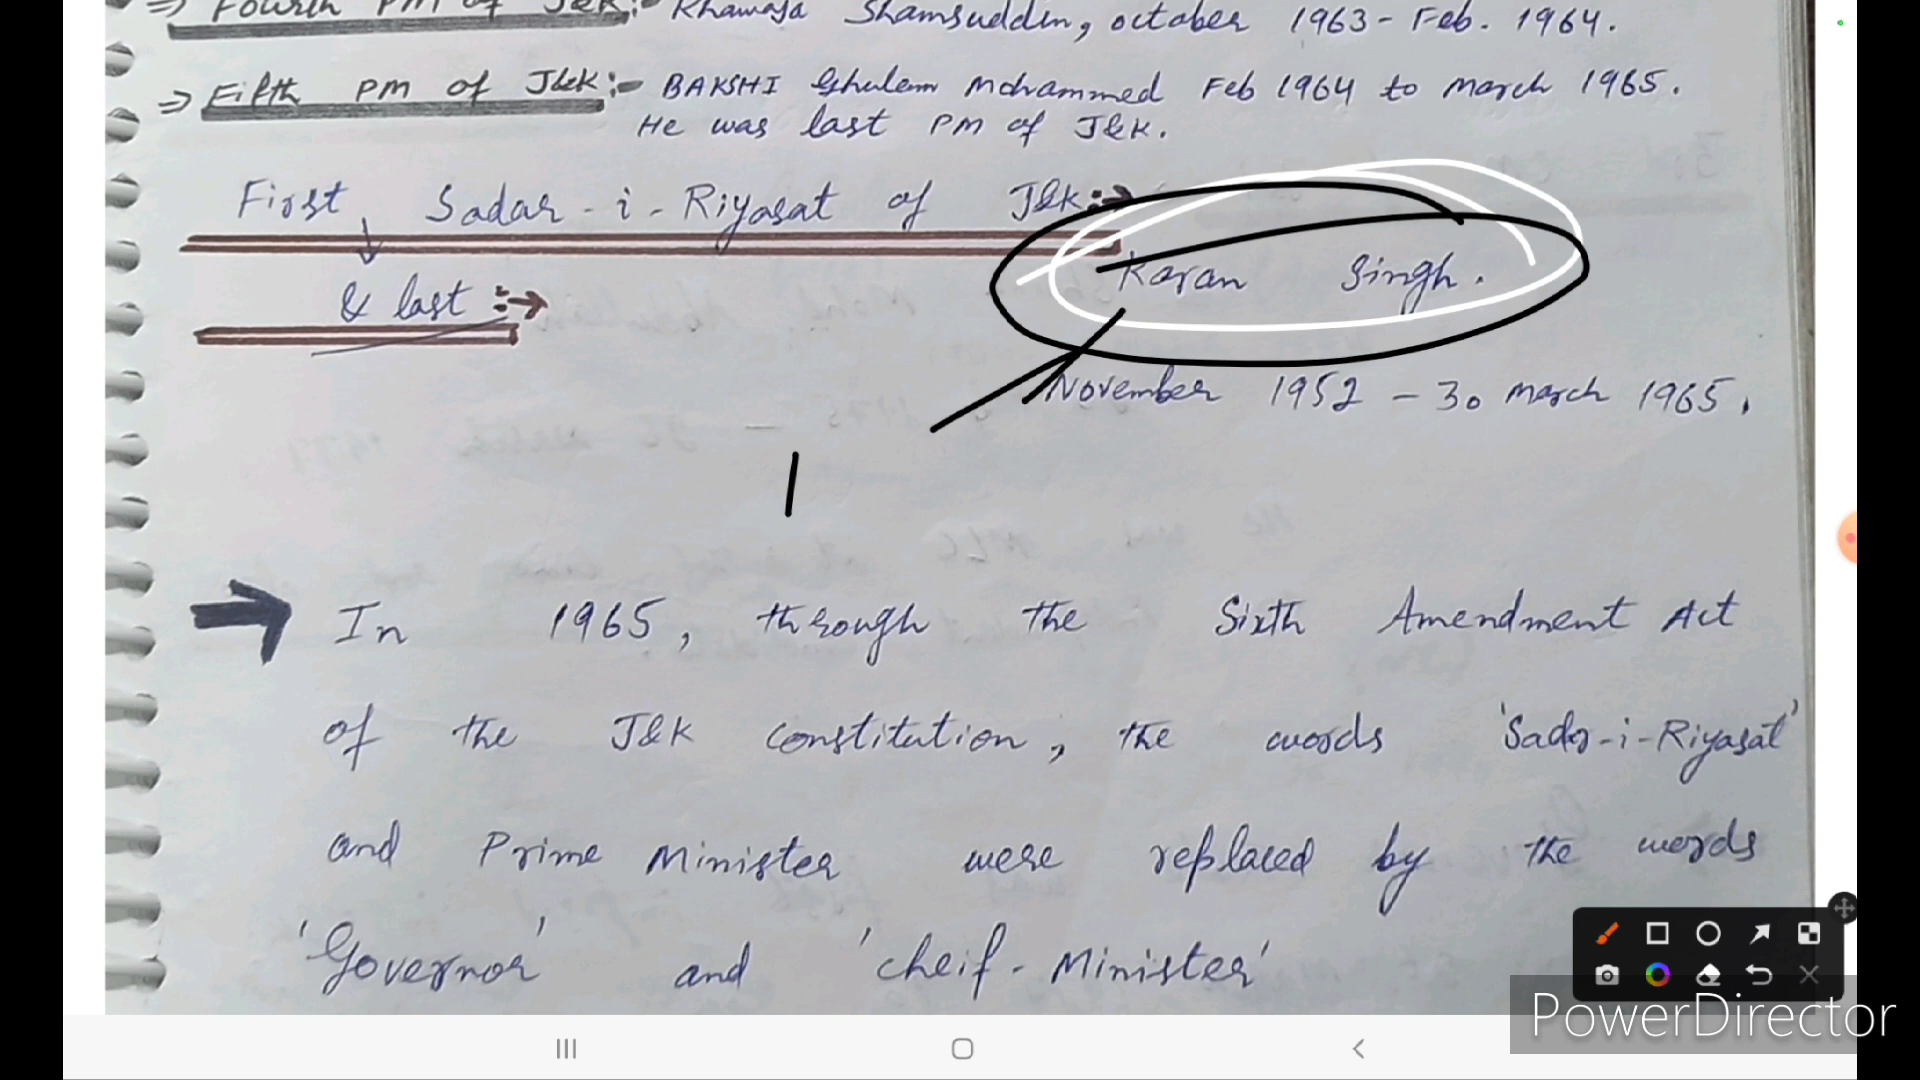 ⇒ Fourth PM of J&K:- Khawaja Shamsuddin, october 1963 - Feb. 1964.
⇒ Fifth PM of J&K:- BAKSHI Ghulam Mohammed Feb 1964 to March 1965.
He was last PM of J&K.
First Sadar-i-Riyasat of J&K:→
Karan Singh.
& last :→
November 1952 - 30 March 1965.
In 1965, through the Sixth Amendment Act
of the J&K constitution, the words 'Sadr-i-Riyasat'
and Prime Minister were replaced by the words
'Governor' and 'cheif-Minister'
PowerDirector